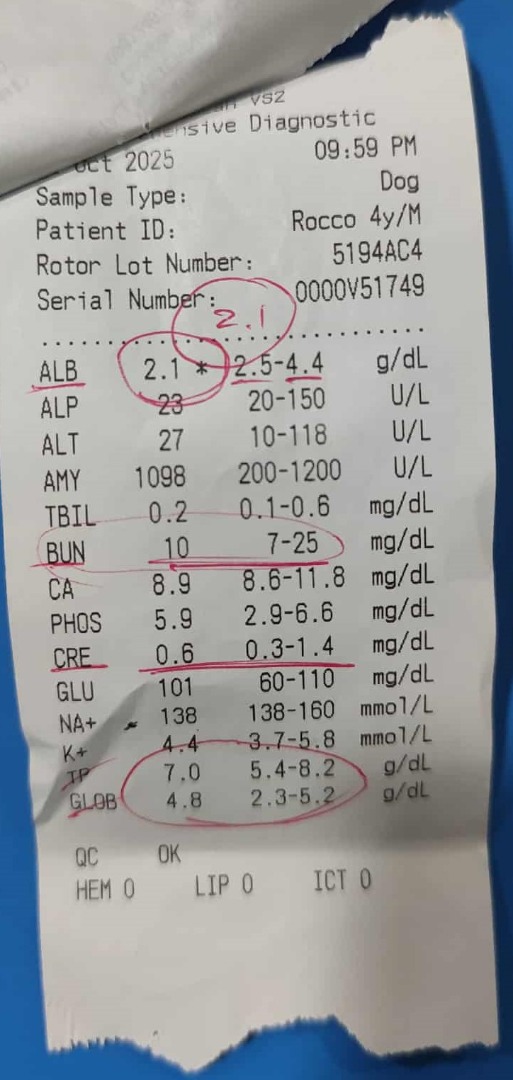 VS2
ensive Diagnostic
Oct 2025 09:59 PM
Sample Type: Dog
Patient ID: Rocco 4y/M
Rotor Lot Number: 5194AC4
Serial Number: 0000V51749
2.1
ALB 2.1 * 2.5-4.4 g/dL
ALP 23 20-150 U/L
ALT 27 10-118 U/L
AMY 1098 200-1200 U/L
TBIL 0.2 0.1-0.6 mg/dL
BUN 10 7-25 mg/dL
CA 8.9 8.6-11.8 mg/dL
PHOS 5.9 2.9-6.6 mg/dL
CRE 0.6 0.3-1.4 mg/dL
GLU 101 60-110 mg/dL
NA+ 138 138-160 mmol/L
K+ 4.4 3.7-5.8 mmol/L
TP 7.0 5.4-8.2 g/dL
GLOB 4.8 2.3-5.2 g/dL
QC OK
HEM 0 LIP 0 ICT 0